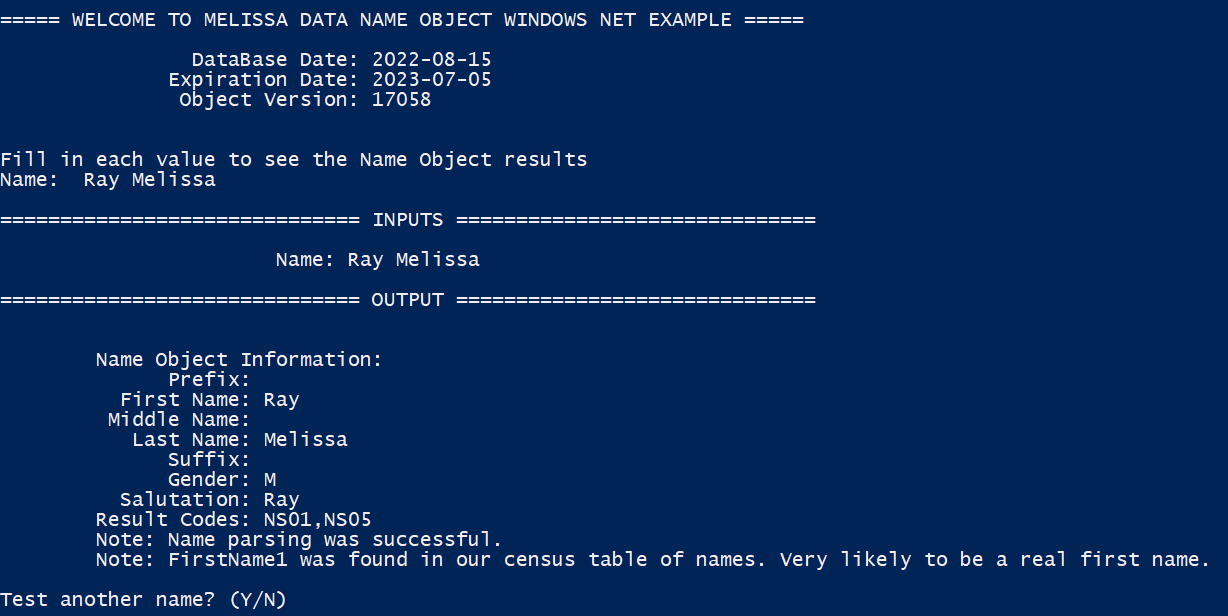 ===== WELCOME TO MELISSA DATA NAME OBJECT WINDOWS NET EXAMPLE =====
DataBase Date: 2022-08-15
Expiration Date: 2023-07-05
Object Version: 17058
Fill in each value to see the Name Object results
Name:  Ray Melissa
============================== INPUTS ==============================
Name: Ray Melissa
============================== OUTPUT ==============================
Name Object Information:
Prefix:
First Name: Ray
Middle Name:
Last Name: Melissa
Suffix:
Gender: M
Salutation: Ray
Result Codes: NS01,NS05
Note: Name parsing was successful.
Note: FirstName1 was found in our census table of names. Very likely to be a real first name.
Test another name? (Y/N)